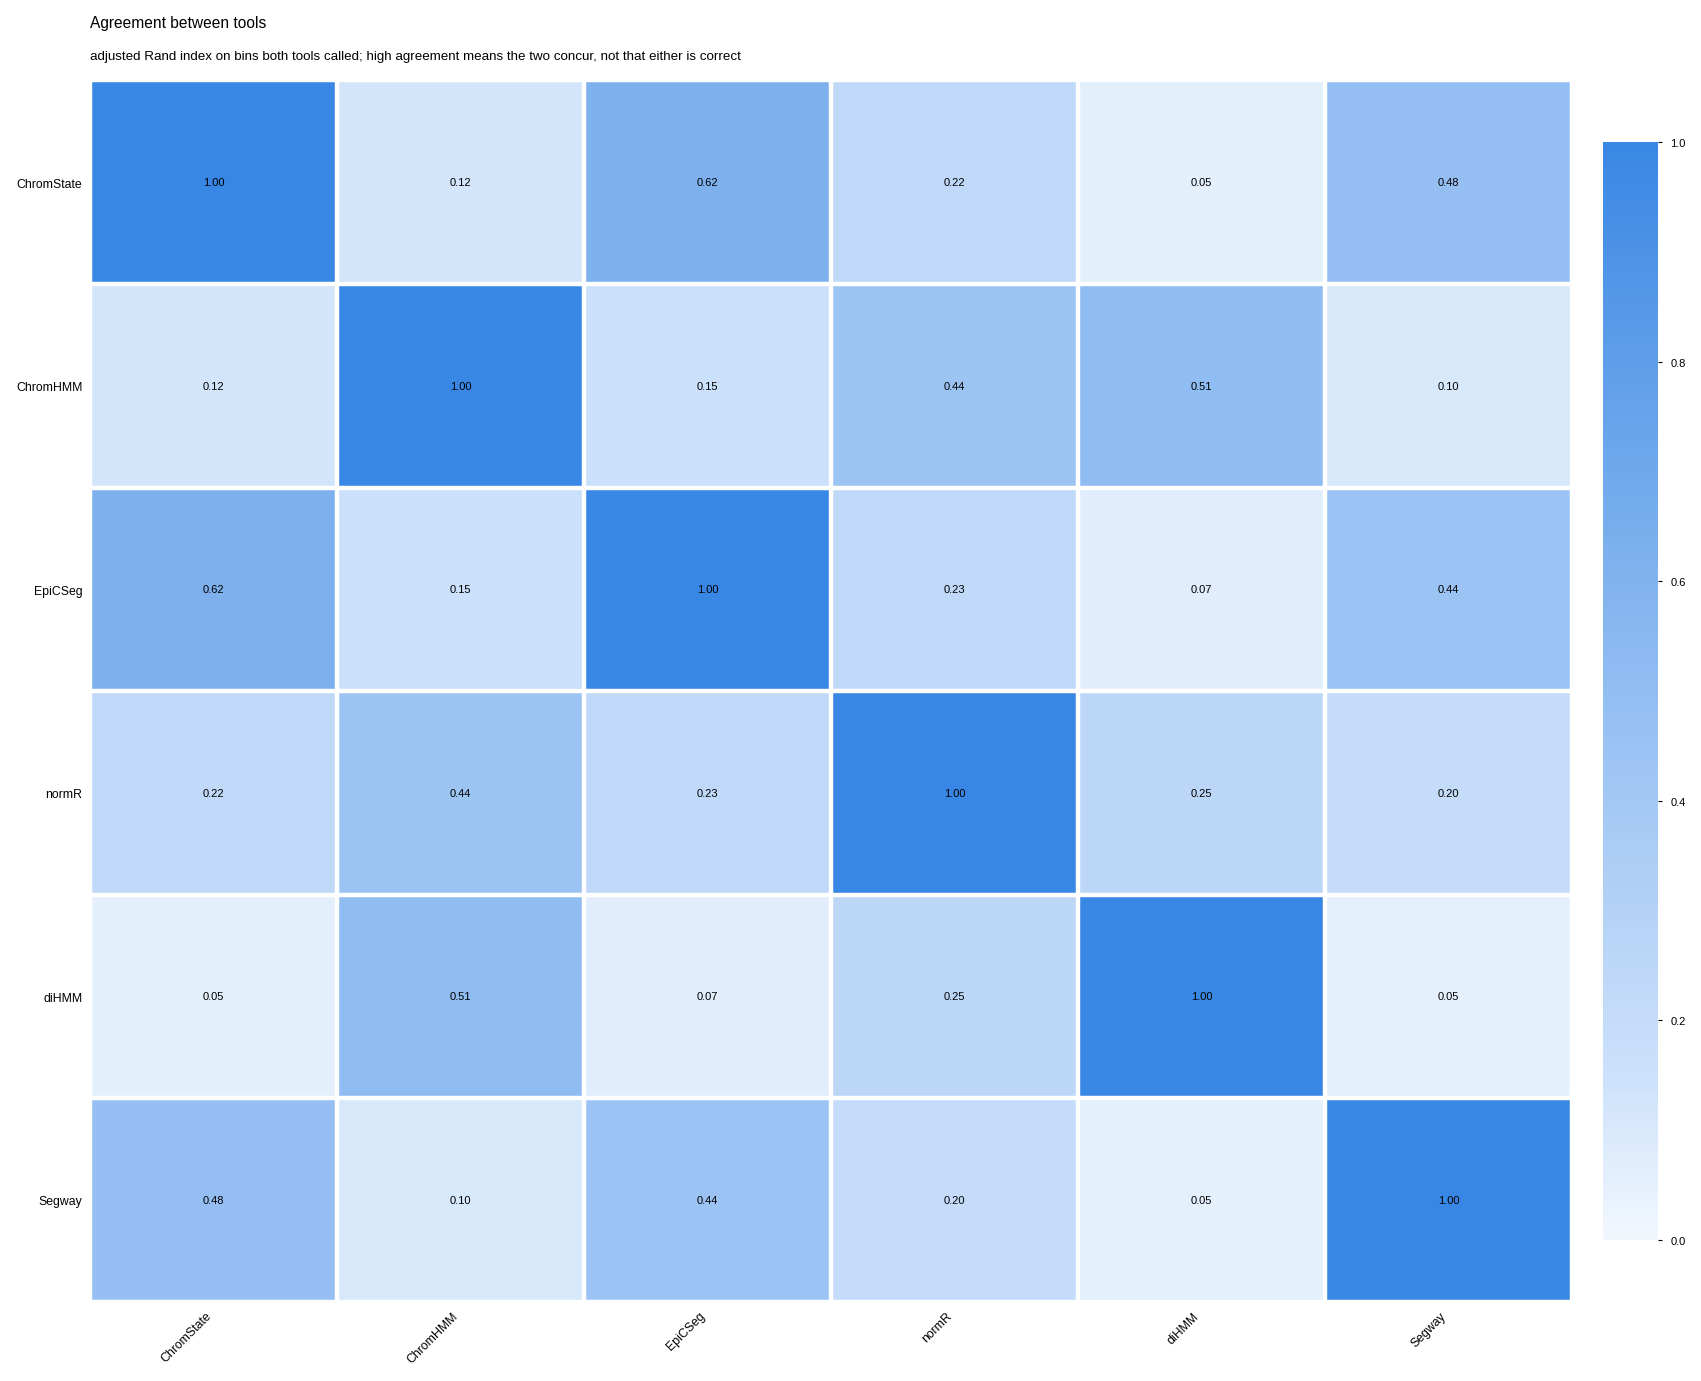 Agreement between tools
adjusted Rand index on bins both tools called; high agreement means the two concur, not that either is correct
ChromState 1.00 0.12 0.62 0.22 0.05 0.48
ChromHMM 0.12 1.00 0.15 0.44 0.51 0.10
EpiCSeg 0.62 0.15 1.00 0.23 0.07 0.44
normR 0.22 0.44 0.23 1.00 0.25 0.20
diHMM 0.05 0.51 0.07 0.25 1.00 0.05
Segway 0.48 0.10 0.44 0.20 0.05 1.00
ChromState ChromHMM EpiCSeg normR diHMM Segway
1.0
0.8
0.6
0.4
0.2
0.0